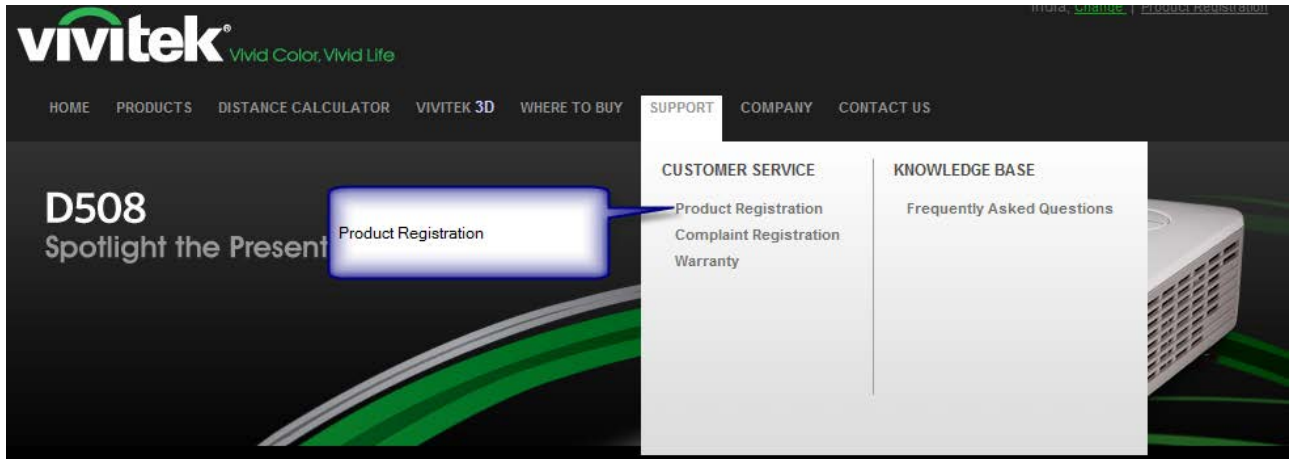 India, Change | Product Registration
vivitek® Vivid Color, Vivid Life
HOME PRODUCTS DISTANCE CALCULATOR VIVITEK 3D WHERE TO BUY SUPPORT COMPANY CONTACT US
CUSTOMER SERVICE
Product Registration
Complaint Registration
Warranty
KNOWLEDGE BASE
Frequently Asked Questions
D508
Spotlight the Present
Product Registration